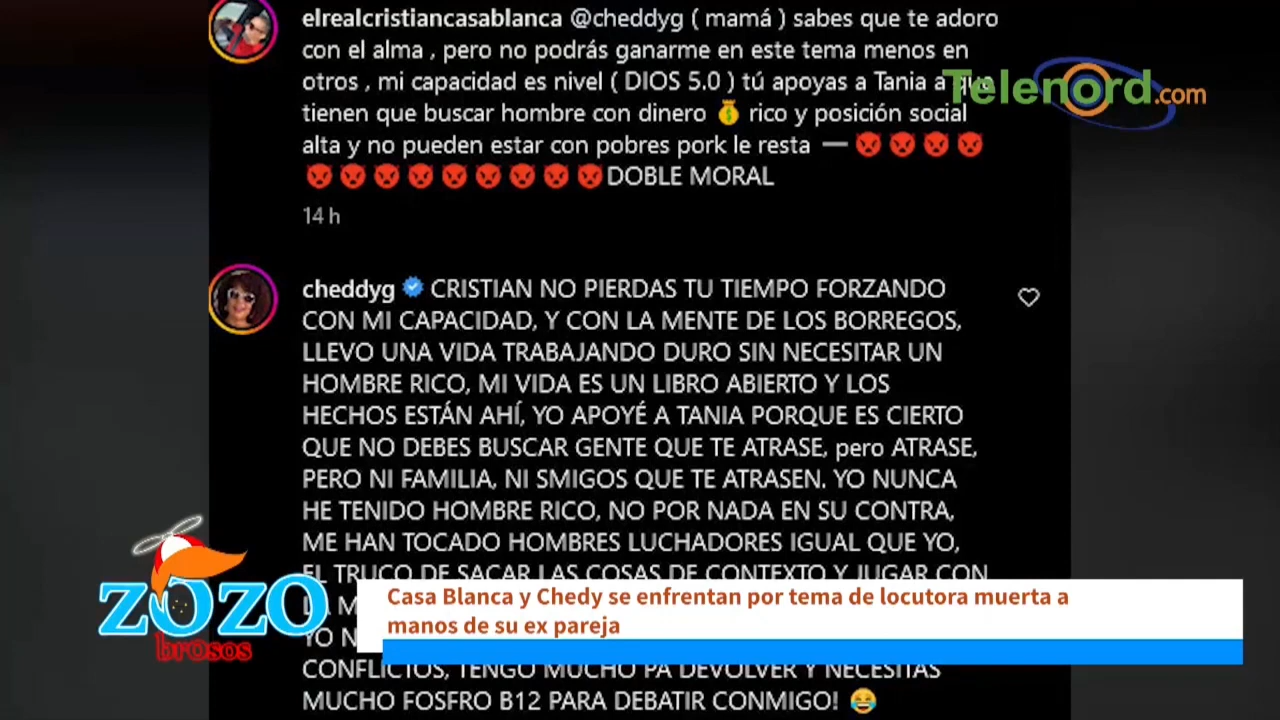 elrealcristiancasablanca @cheddyg ( mamá ) sabes que te adoro
con el alma , pero no podrás ganarme en este tema menos en
otros , mi capacidad es nivel ( DIOS 5.0 ) tú apoyas a Tania a que
Telenord.com
tienen que buscar hombre con dinero 💰 rico y posición social
alta y no pueden estar con pobres pork le resta ➖😡😡😡😡
😡😡😡😡😡😡😡😡😡DOBLE MORAL
14 h
cheddyg CRISTIAN NO PIERDAS TU TIEMPO FORZANDO
CON MI CAPACIDAD, Y CON LA MENTE DE LOS BORREGOS,
LLEVO UNA VIDA TRABAJANDO DURO SIN NECESITAR UN
HOMBRE RICO, MI VIDA ES UN LIBRO ABIERTO Y LOS
HECHOS ESTÁN AHÍ, YO APOYÉ A TANIA PORQUE ES CIERTO
QUE NO DEBES BUSCAR GENTE QUE TE ATRASE, pero ATRASE,
PERO NI FAMILIA, NI SMIGOS QUE TE ATRASEN. YO NUNCA
HE TENIDO HOMBRE RICO, NO POR NADA EN SU CONTRA,
ME HAN TOCADO HOMBRES LUCHADORES IGUAL QUE YO,
EL TRUCO DE SACAR LAS COSAS DE CONTEXTO Y JUGAR CON
LA
YO
CONFLICTOS, TENGO MUCHO PA DEVOLVER Y NECESITAS
MUCHO FOSFRO B12 PARA DEBATIR CONMIGO! 😂
ZOZO
brosos
Casa Blanca y Chedy se enfrentan por tema de locutora muerta a
manos de su ex pareja